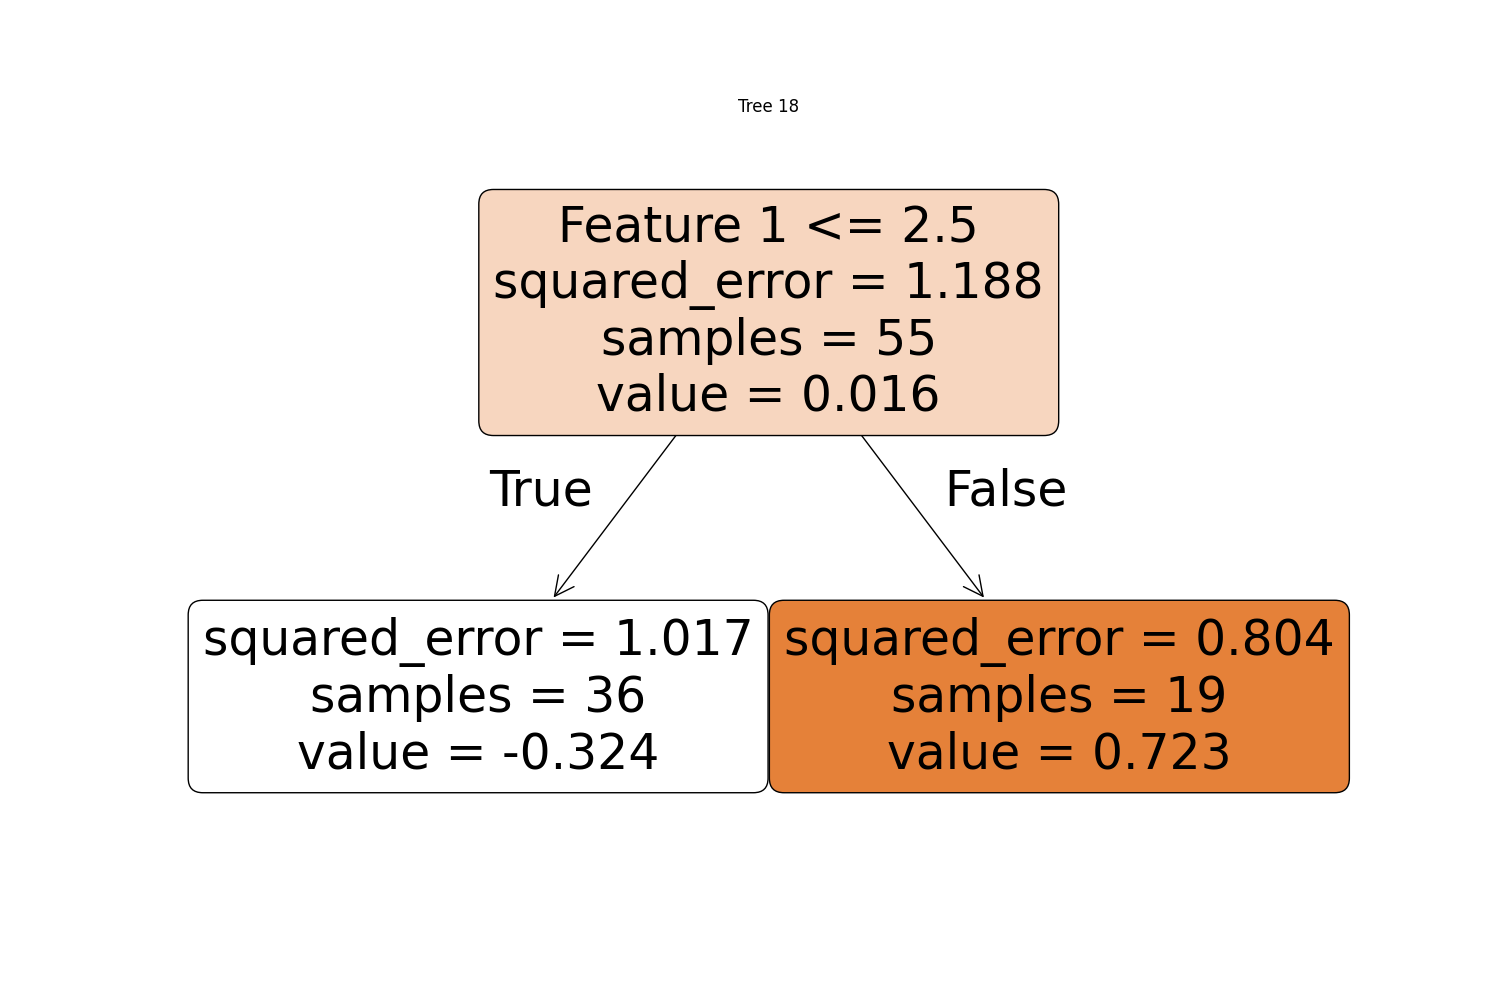 Tree 18
Feature 1 <= 2.5
squared_error = 1.188
samples = 55
value = 0.016
True
False
squared_error = 1.017
samples = 36
value = -0.324
squared_error = 0.804
samples = 19
value = 0.723